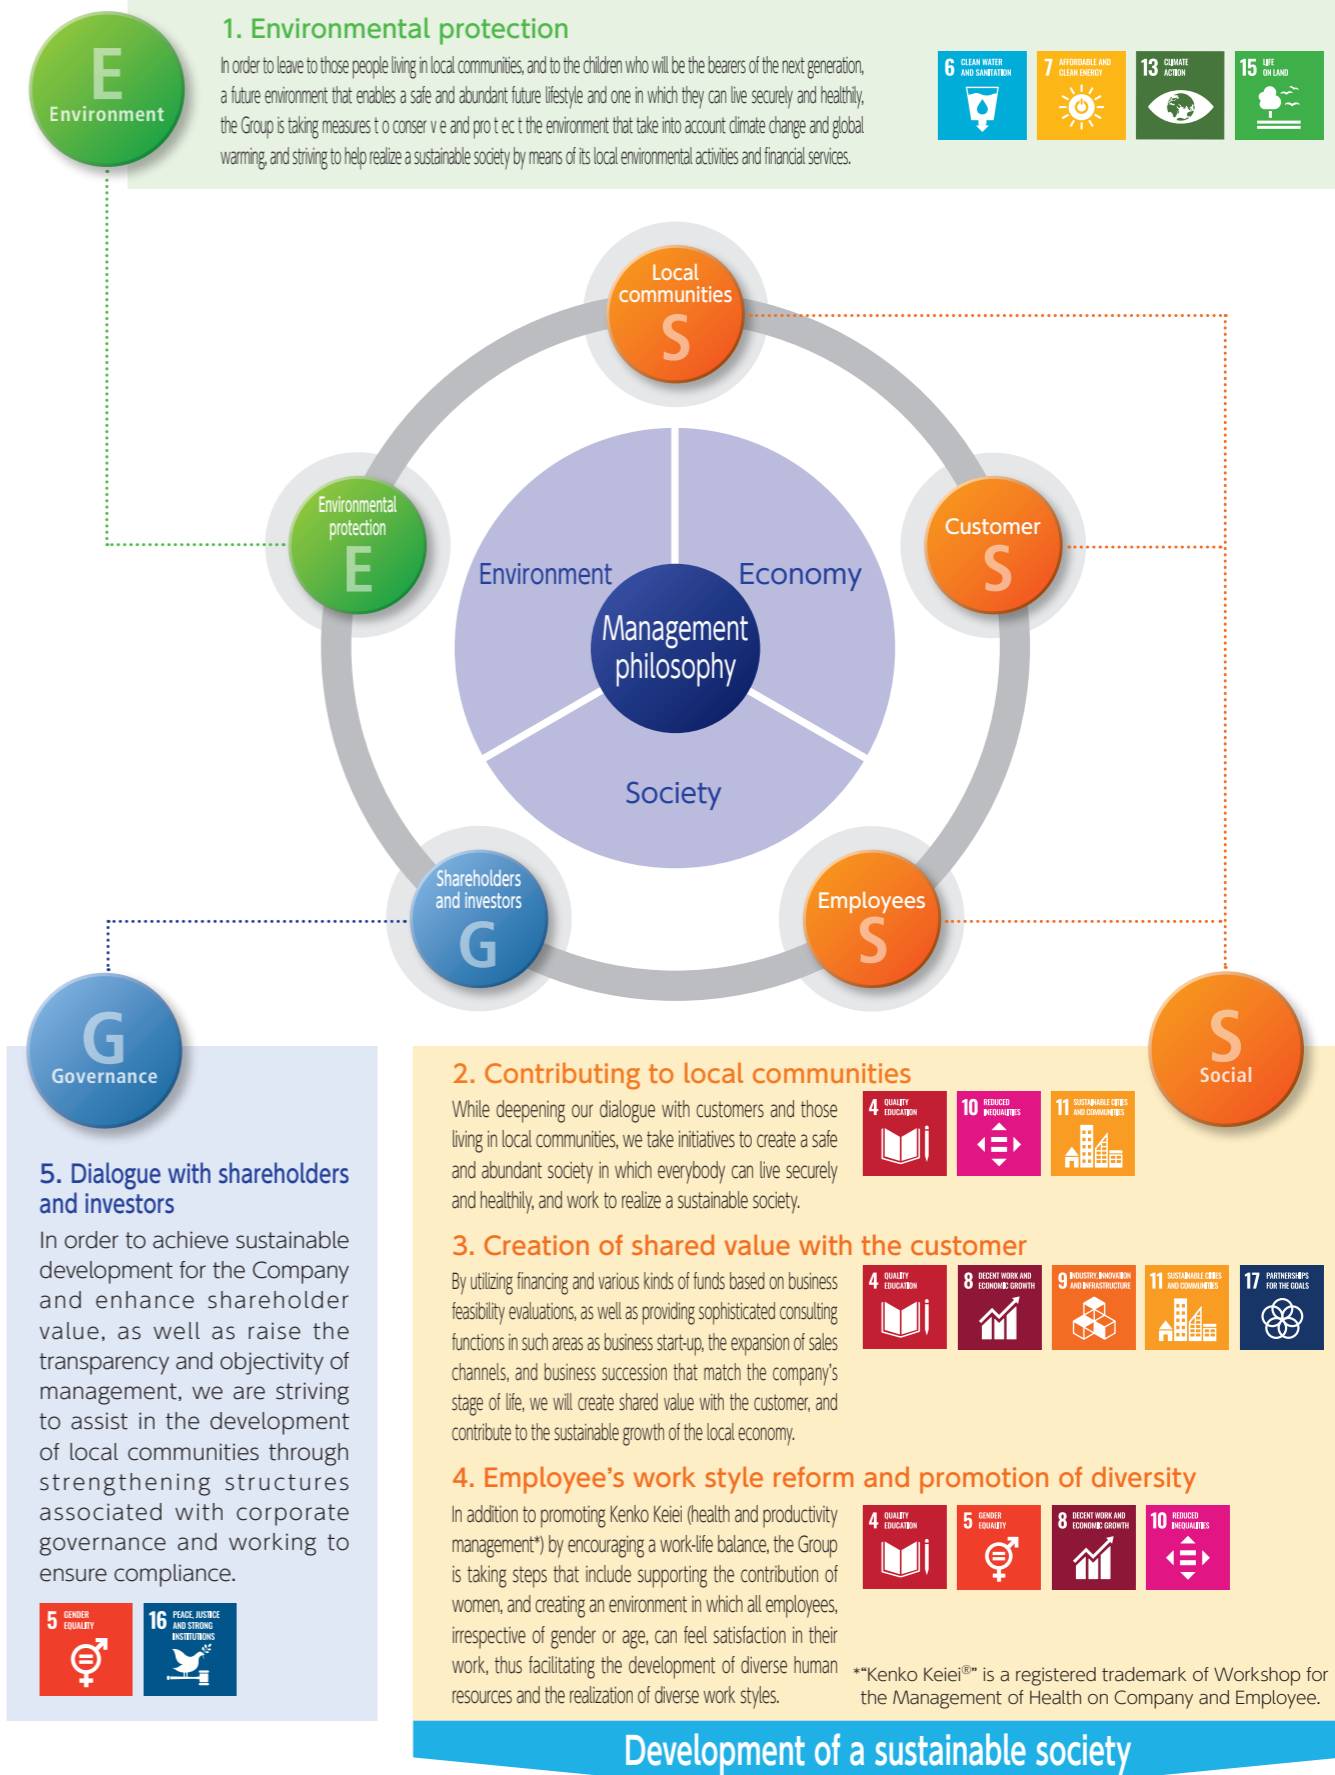 E
Environment
1. Environmental protection
In order to leave to those people living in local communities, and to the children who will be the bearers of the next generation,
a future environment that enables a safe and abundant future lifestyle and one in which they can live securely and healthily,
the Group is taking measures t o conser v e and pro t ec t the environment that take into account climate change and global
warming, and striving to help realize a sustainable society by means of its local environmental activities and financial services.
6 CLEAN WATER
AND SANITATION
7 AFFORDABLE AND
CLEAN ENERGY
13 CLIMATE
ACTION
15 LIFE
ON LAND
Local
communities
S
Environmental
protection
E
Customer
S
Environment
Economy
Management
philosophy
Society
Shareholders
and investors
G
Employees
S
G
Governance
S
Social
5. Dialogue with shareholders
and investors
In order to achieve sustainable
development for the Company
and enhance shareholder
value, as well as raise the
transparency and objectivity of
management, we are striving
to assist in the development
of local communities through
strengthening structures
associated with corporate
governance and working to
ensure compliance.
5 GENDER
EQUALITY
16 PEACE, JUSTICE
AND STRONG
INSTITUTIONS
2. Contributing to local communities
While deepening our dialogue with customers and those
living in local communities, we take initiatives to create a safe
and abundant society in which everybody can live securely
and healthily, and work to realize a sustainable society.
4 QUALITY
EDUCATION
10 REDUCED
INEQUALITIES
11 SUSTAINABLE CITIES
AND COMMUNITIES
3. Creation of shared value with the customer
By utilizing financing and various kinds of funds based on business
feasibility evaluations, as well as providing sophisticated consulting
functions in such areas as business start-up, the expansion of sales
channels, and business succession that match the company's
stage of life, we will create shared value with the customer, and
contribute to the sustainable growth of the local economy.
4 QUALITY
EDUCATION
8 DECENT WORK AND
ECONOMIC GROWTH
9 INDUSTRY, INNOVATION
AND INFRASTRUCTURE
11 SUSTAINABLE CITIES
AND COMMUNITIES
17 PARTNERSHIPS
FOR THE GOALS
4. Employee's work style reform and promotion of diversity
In addition to promoting Kenko Keiei (health and productivity
management*) by encouraging a work-life balance, the Group
is taking steps that include supporting the contribution of
women, and creating an environment in which all employees,
irrespective of gender or age, can feel satisfaction in their
work, thus facilitating the development of diverse human
resources and the realization of diverse work styles.
4 QUALITY
EDUCATION
5 GENDER
EQUALITY
8 DECENT WORK AND
ECONOMIC GROWTH
10 REDUCED
INEQUALITIES
*“Kenko Keiei®” is a registered trademark of Workshop for
the Management of Health on Company and Employee.
Development of a sustainable society